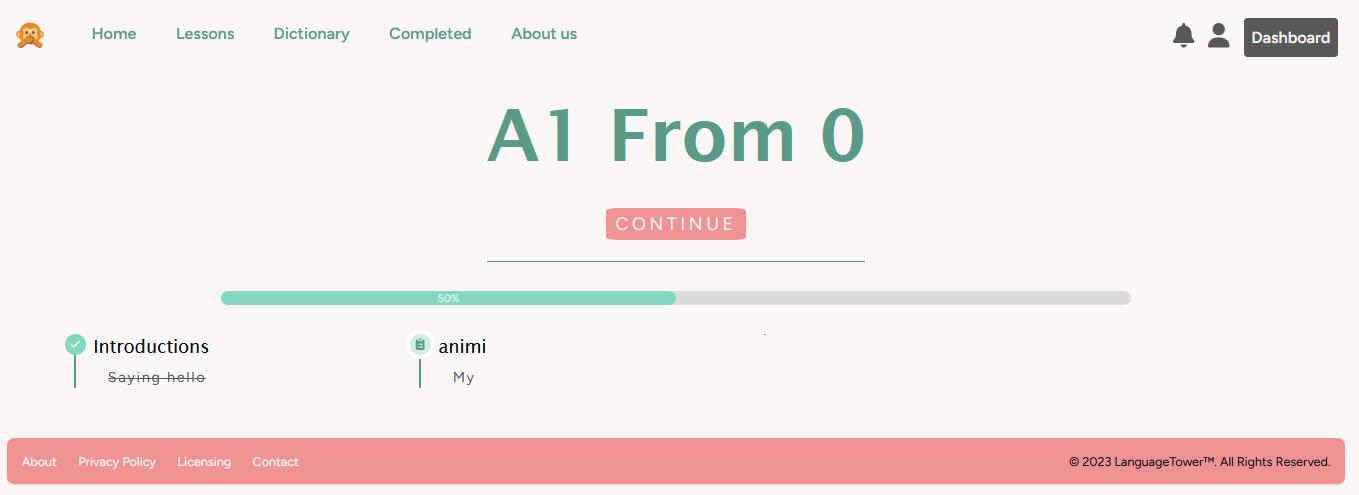 Home Lessons Dictionary Completed About us Dashboard
A1 From 0
CONTINUE
50%
Introductions animi
Saying hello My
About Privacy Policy Licensing Contact © 2023 LanguageTower™. All Rights Reserved.